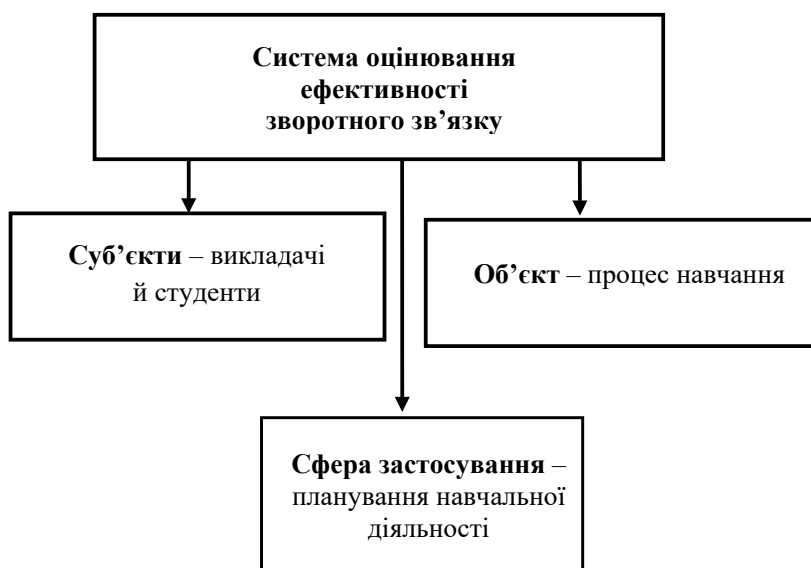 Система оцінювання
ефективності
зворотного зв’язку
Суб’єкти – викладачі
й студенти
Об’єкт – процес навчання
Сфера застосування –
планування навчальної
діяльності